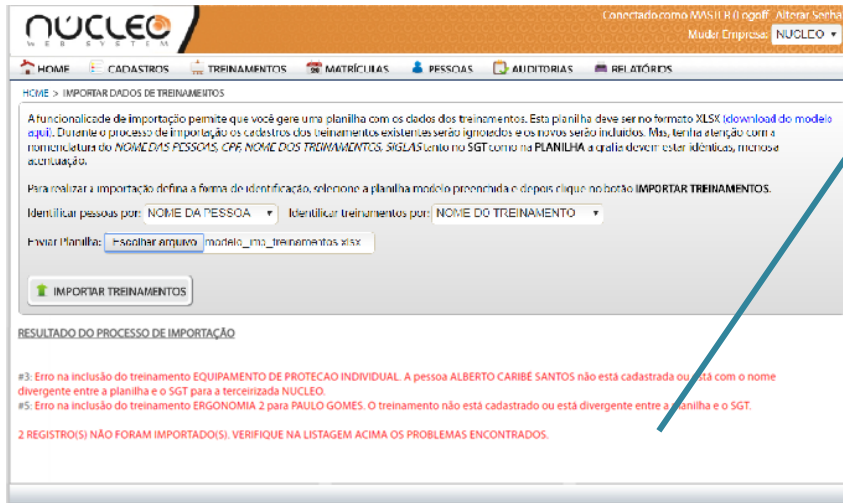 NÚCLEO
WEB SYSTEM
Conectado como MASTER (Logoff) Alterar Senha
Mudar Empresa: NUCLEO
HOME CADASTROS TREINAMENTOS MATRÍCULAS PESSOAS AUDITORIAS RELATÓRIOS
HOME > IMPORTAR DADOS DE TREINAMENTOS
A funcionalidade de importação permite que você gere uma planilha com os dados dos treinamentos. Esta planilha deve ser no formato XLSX (download do modelo
aqui). Durante o processo de importação os cadastros dos treinamentos existentes serão ignorados e os novos serão incluídos. Mas, tenha atenção com a
nomenclatura do NOME DAS PESSOAS, CPF, NOME DOS TREINAMENTOS, SIGLAS tanto no SGT como na PLANILHA a grafia devem estar idênticas, menos a
acentuação.
Para realizar a importação defina a forma de identificação, selecione a planilha modelo preenchida e depois clique no botão IMPORTAR TREINAMENTOS.
Identificar pessoas por: NOME DA PESSOA Identificar treinamentos por: NOME DO TREINAMENTO
Enviar Planilha: Escolher arquivo modelo_imp_treinamentos.xlsx
IMPORTAR TREINAMENTOS
RESULTADO DO PROCESSO DE IMPORTAÇÃO
#3: Erro na inclusão do treinamento EQUIPAMENTO DE PROTECAO INDIVIDUAL. A pessoa ALBERTO CARIBÉ SANTOS não está cadastrada ou está com o nome
divergente entre a planilha e o SGT para a terceirizada NUCLEO.
#5: Erro na inclusão do treinamento ERGONOMIA 2 para PAULO GOMES. O treinamento não está cadastrado ou está divergente entre a planilha e o SGT.
2 REGISTRO(S) NÃO FORAM IMPORTADO(S). VERIFIQUE NA LISTAGEM ACIMA OS PROBLEMAS ENCONTRADOS.